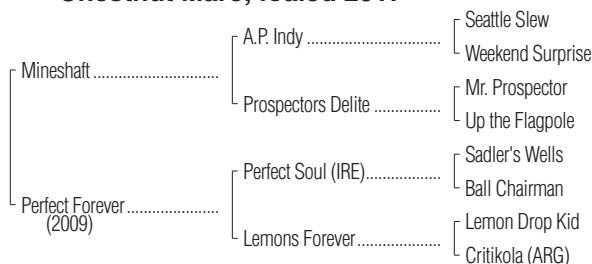 Seattle Slew
A.P. Indy ........................................
Weekend Surprise
Mineshaft .....................................
Mr. Prospector
Prospectors Delite ....................
Up the Flagpole
Sadler's Wells
Perfect Soul (IRE)......................
Ball Chairman
Perfect Forever ...........................
(2009)
Lemon Drop Kid
Lemons Forever.........................
Critikola (ARG)